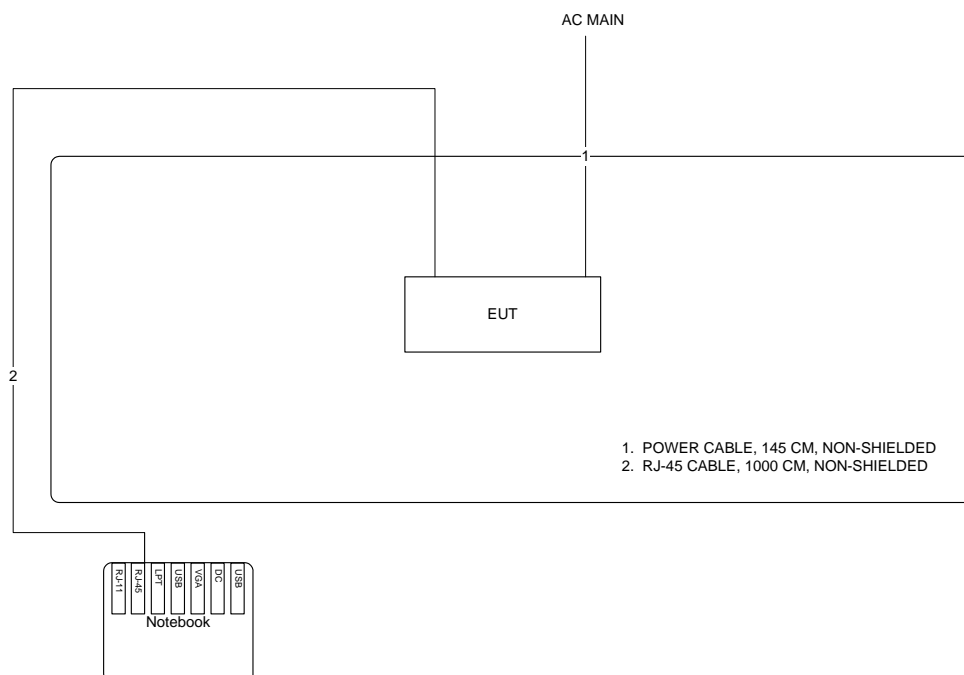 AC MAIN
1
EUT
2
1. POWER CABLE, 145 CM, NON-SHIELDED
2. RJ-45 CABLE, 1000 CM, NON-SHIELDED
RJ-11
RJ-45
LPT
USB
VGA
DC
USB
Notebook